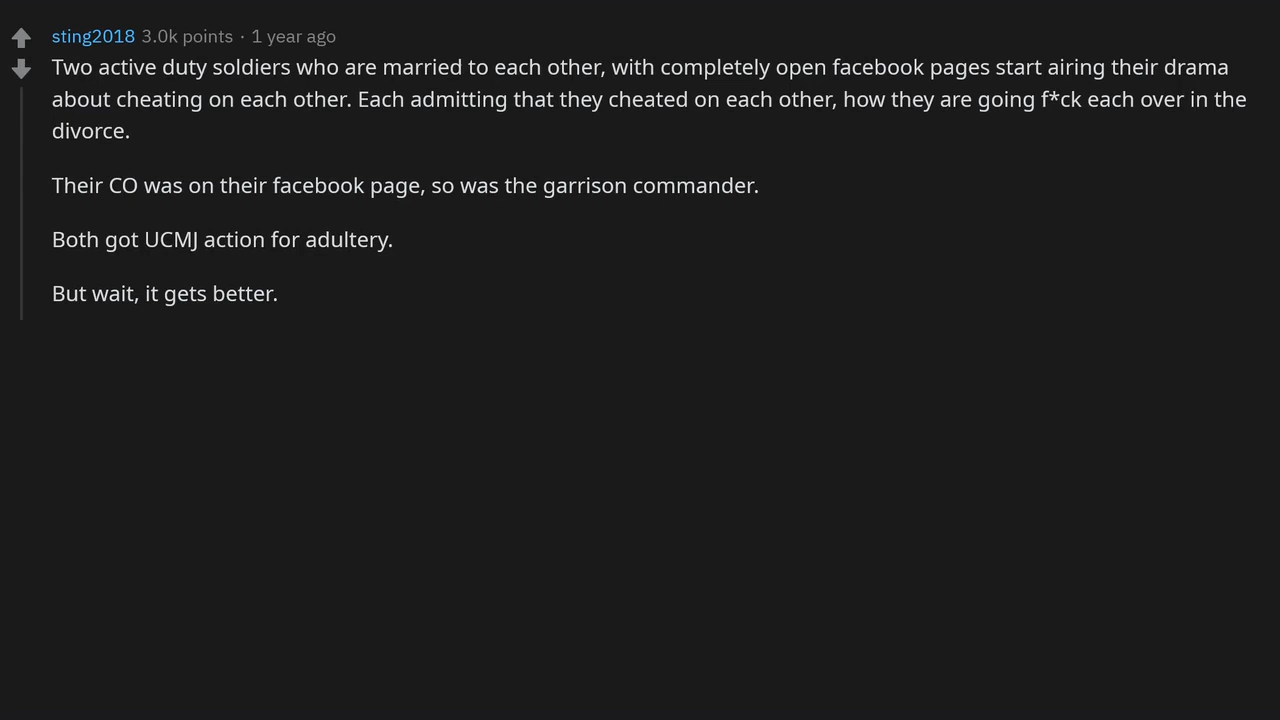 sting2018 3.0k points · 1 year ago
Two active duty soldiers who are married to each other, with completely open facebook pages start airing their drama
about cheating on each other. Each admitting that they cheated on each other, how they are going f*ck each over in the
divorce.
Their CO was on their facebook page, so was the garrison commander.
Both got UCMJ action for adultery.
But wait, it gets better.